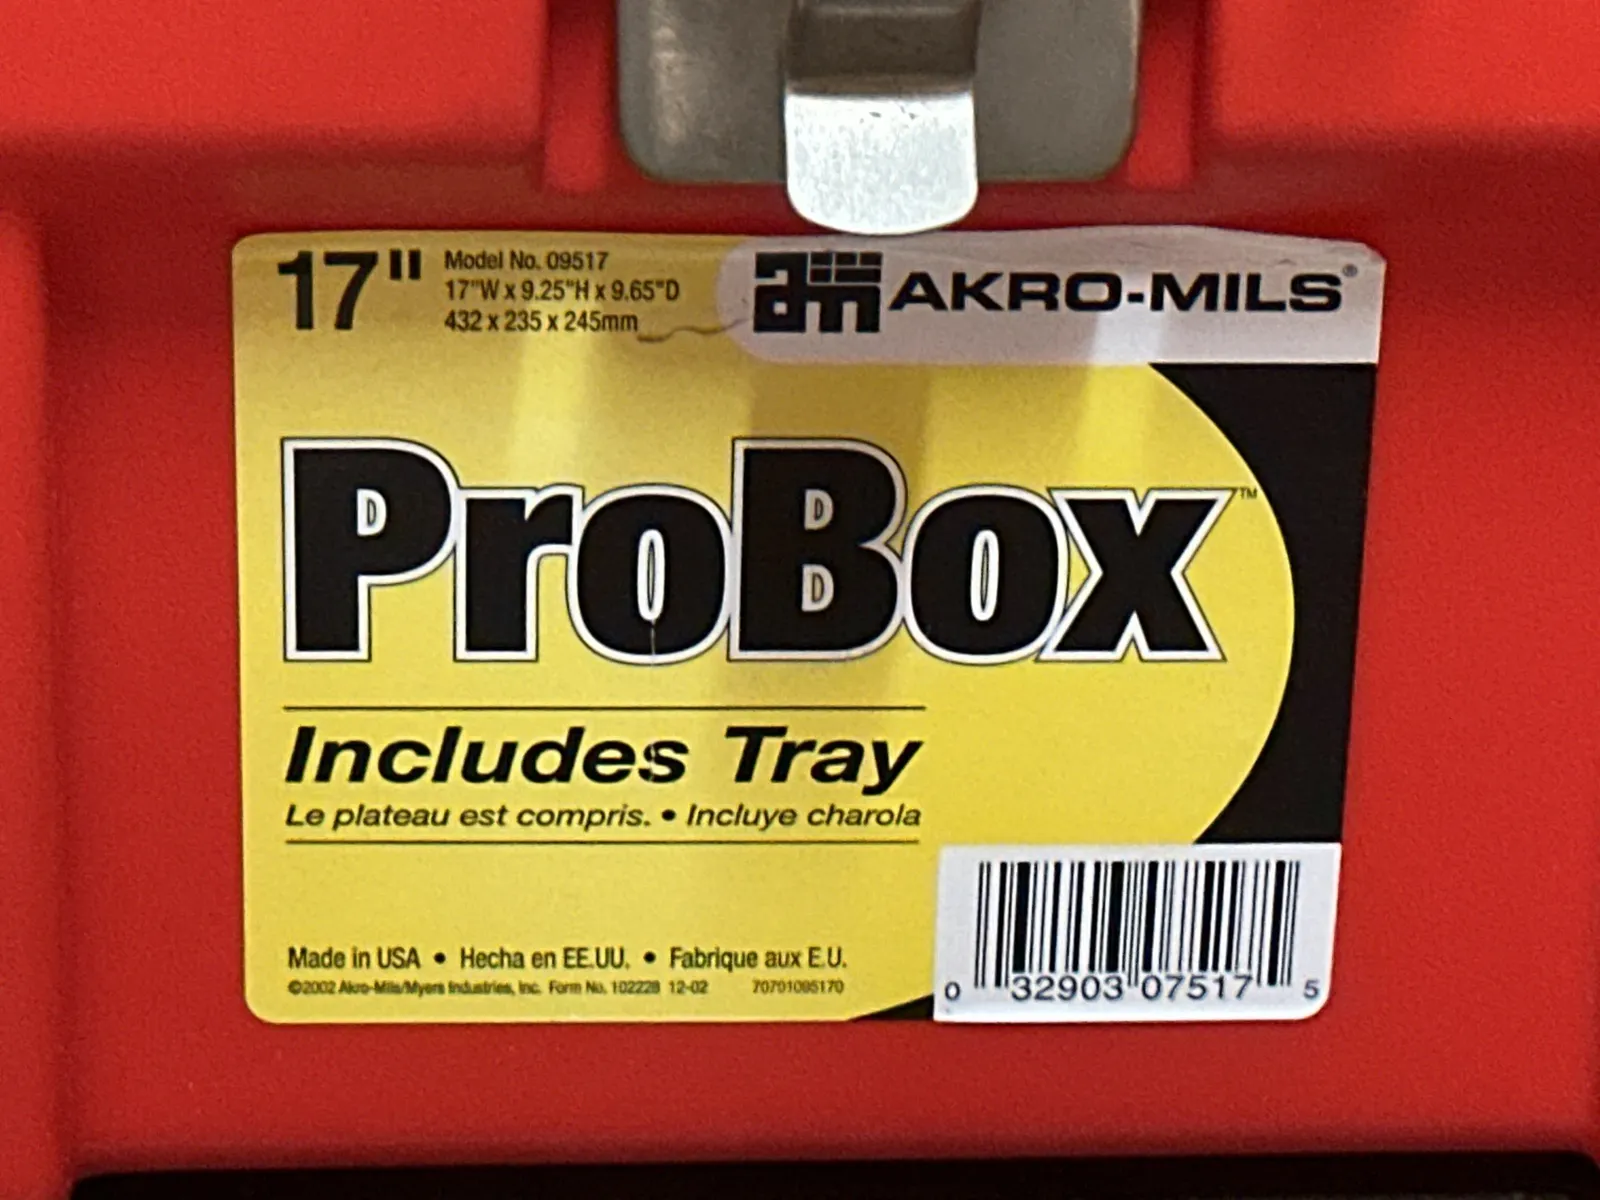 17"
Model No. 09517
17"W x 9.25"H x 9.65"D
432 x 235 x 245mm
am AKRO-MILS®
ProBox™
Includes Tray
Le plateau est compris. • Incluye charola
Made in USA • Hecha en EE.UU. • Fabrique aux E.U.
©2002 Akro-Mils/Myers Industries, Inc. Form No. 102228 12-02 70701095170
0 32903 07517 5